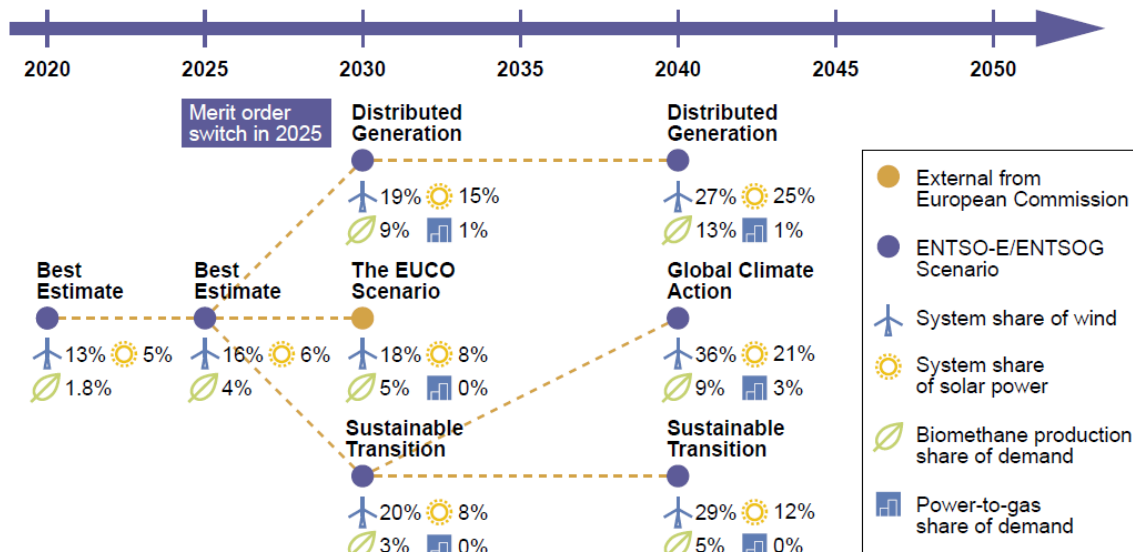 2020 2025 2030 2035 2040 2045 2050
Merit order
switch in 2025
Distributed
Generation
19% 15%
9% 1%
Distributed
Generation
27% 25%
13% 1%
Best
Estimate
13% 5%
1.8%
Best
Estimate
16% 6%
4%
The EUCO
Scenario
18% 8%
5% 0%
Global Climate
Action
36% 21%
9% 3%
Sustainable
Transition
20% 8%
3% 0%
Sustainable
Transition
29% 12%
5% 0%
External from
European Commission
ENTSO-E/ENTSOG
Scenario
System share of wind
System share
of solar power
Biomethane production
share of demand
Power-to-gas
share of demand